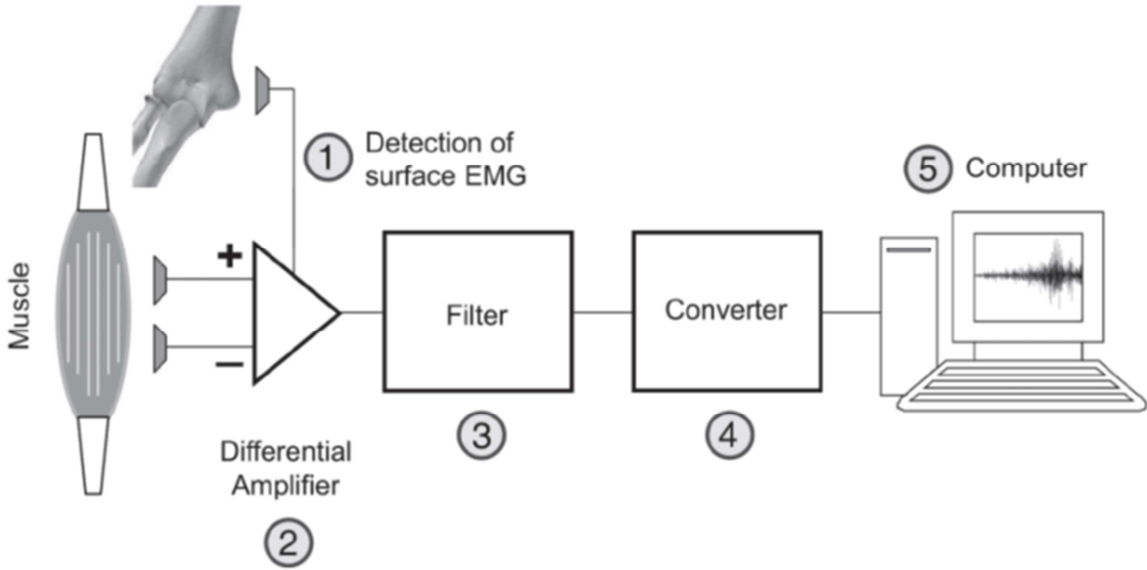 1
Detection of
surface EMG
5
Computer
Muscle
+
−
Filter
Converter
3
4
Differential
Amplifier
2